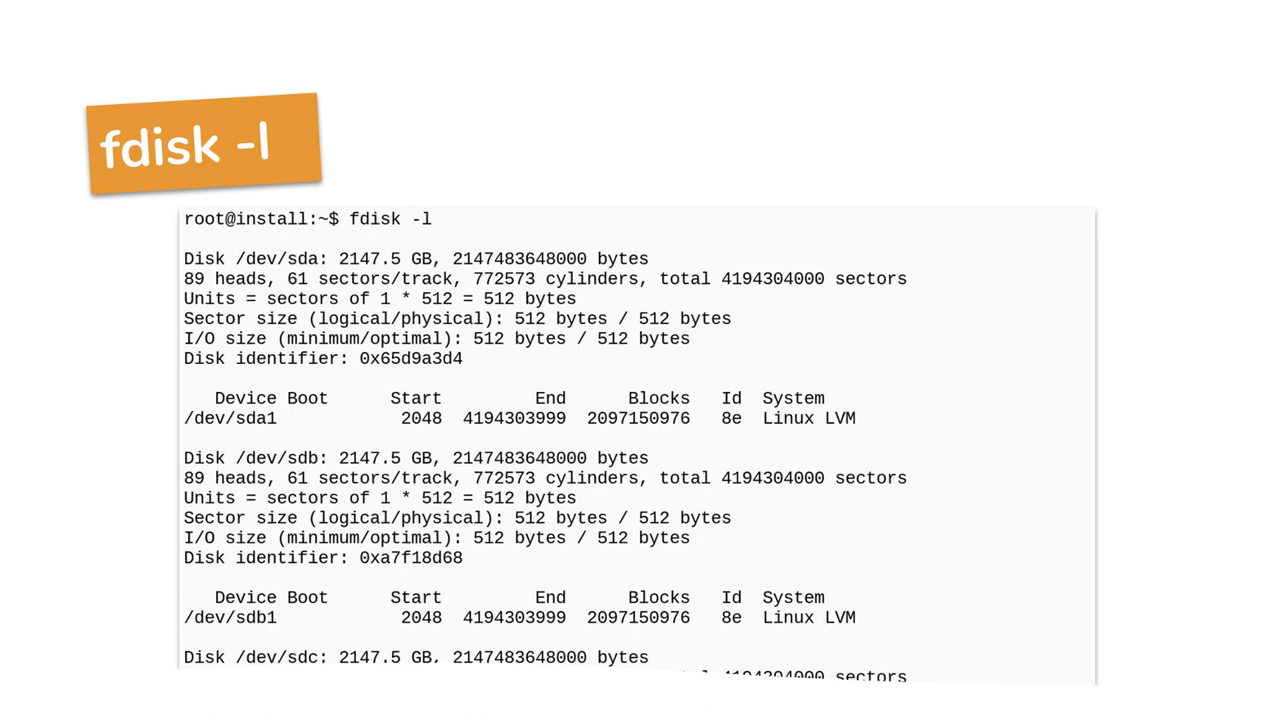 fdisk -l
root@install:~$ fdisk -l
Disk /dev/sda: 2147.5 GB, 2147483648000 bytes
89 heads, 61 sectors/track, 772573 cylinders, total 4194304000 sectors
Units = sectors of 1 * 512 = 512 bytes
Sector size (logical/physical): 512 bytes / 512 bytes
I/O size (minimum/optimal): 512 bytes / 512 bytes
Disk identifier: 0x65d9a3d4
Device Boot Start End Blocks Id System
/dev/sda1 2048 4194303999 2097150976 8e Linux LVM
Disk /dev/sdb: 2147.5 GB, 2147483648000 bytes
89 heads, 61 sectors/track, 772573 cylinders, total 4194304000 sectors
Units = sectors of 1 * 512 = 512 bytes
Sector size (logical/physical): 512 bytes / 512 bytes
I/O size (minimum/optimal): 512 bytes / 512 bytes
Disk identifier: 0xa7f18d68
Device Boot Start End Blocks Id System
/dev/sdb1 2048 4194303999 2097150976 8e Linux LVM
Disk /dev/sdc: 2147.5 GB, 2147483648000 bytes
4194304000 sectors